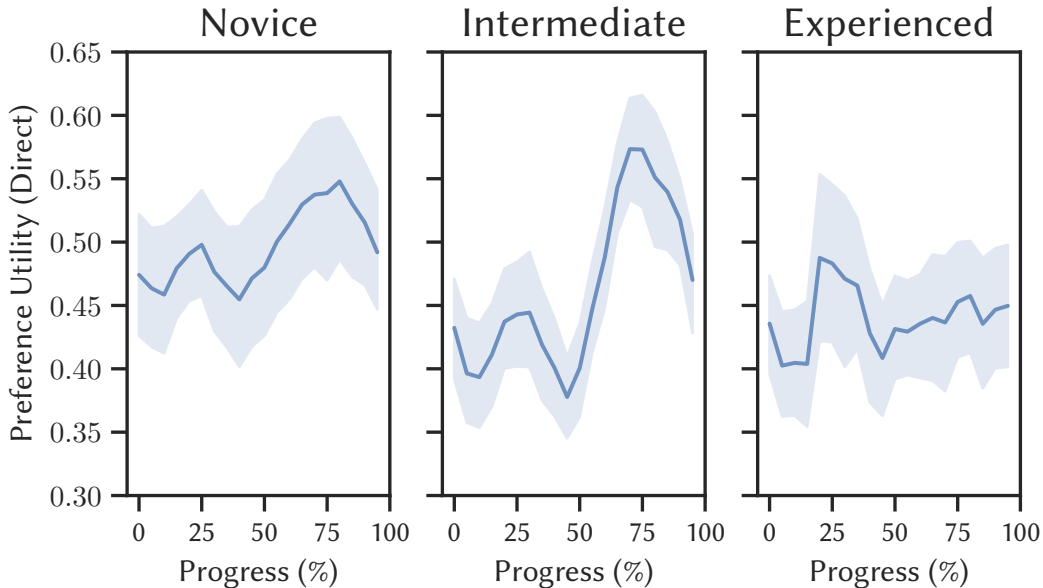 Novice Intermediate Experienced
Preference Utility (Direct)
0.65
0.60
0.55
0.50
0.45
0.40
0.35
0.30
0 25 50 75 100 0 25 50 75 100 0 25 50 75 100
Progress (%) Progress (%) Progress (%)